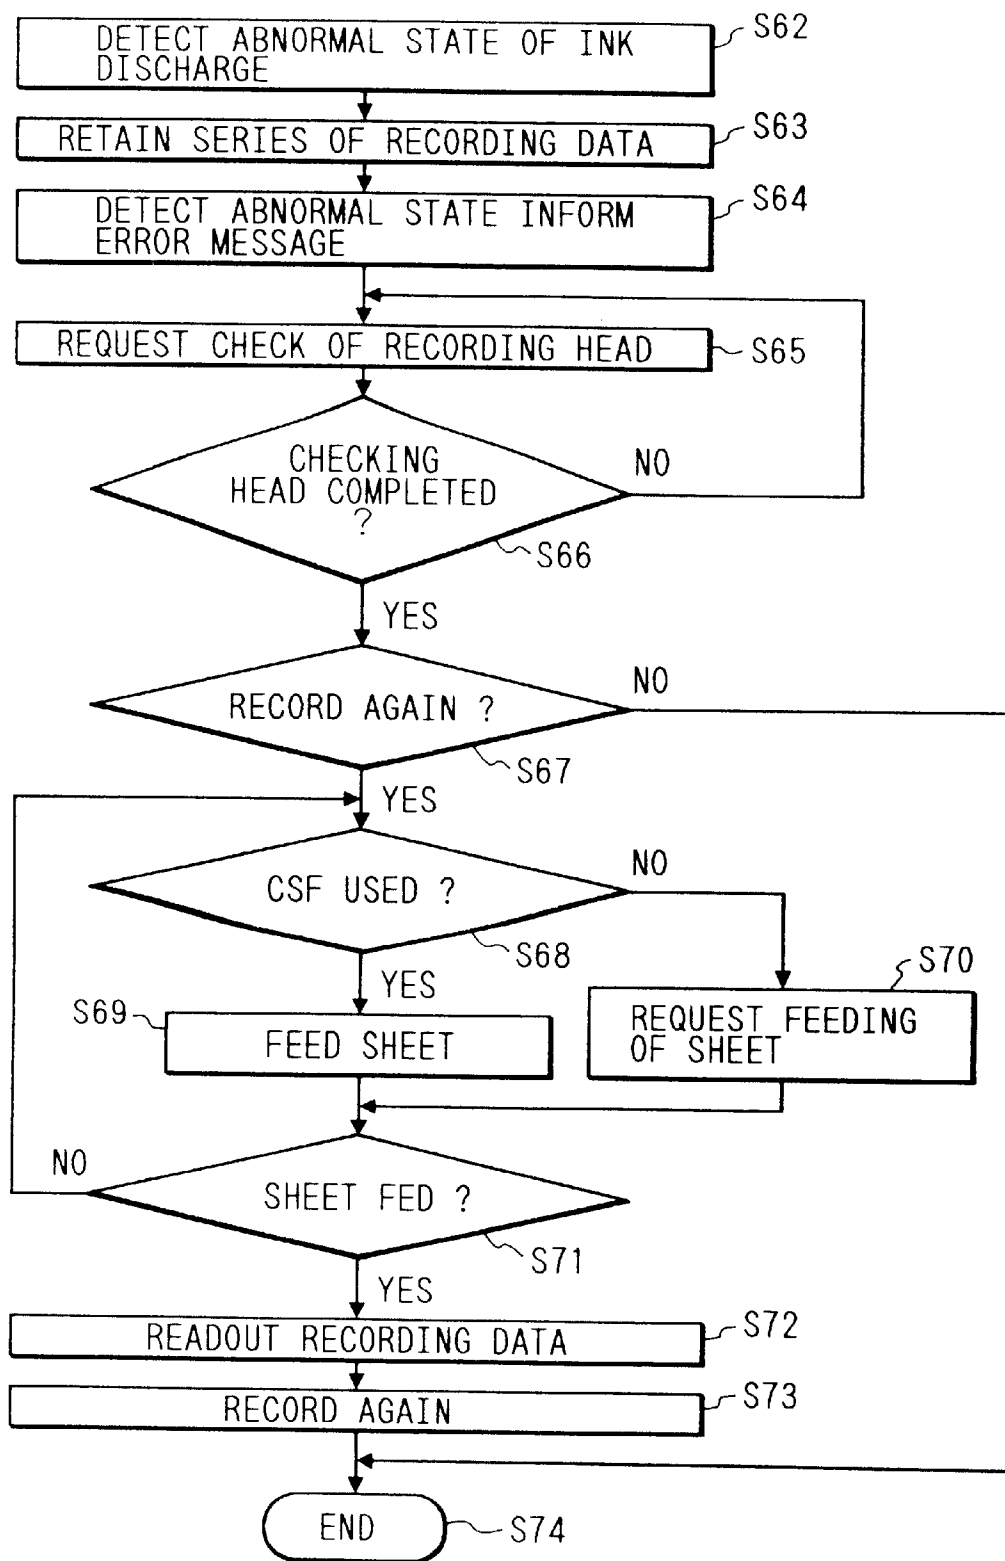 DETECT ABNORMAL STATE OF INK
DISCHARGE
S62
RETAIN SERIES OF RECORDING DATA
S63
DETECT ABNORMAL STATE INFORM
ERROR MESSAGE
S64
REQUEST CHECK OF RECORDING HEAD
S65
CHECKING
HEAD COMPLETED
?
NO
S66
YES
RECORD AGAIN ?
NO
S67
YES
CSF USED ?
NO
S68
YES
S69
FEED SHEET
S70
REQUEST FEEDING
OF SHEET
NO
SHEET FED ?
S71
YES
READOUT RECORDING DATA
S72
RECORD AGAIN
S73
END
S74